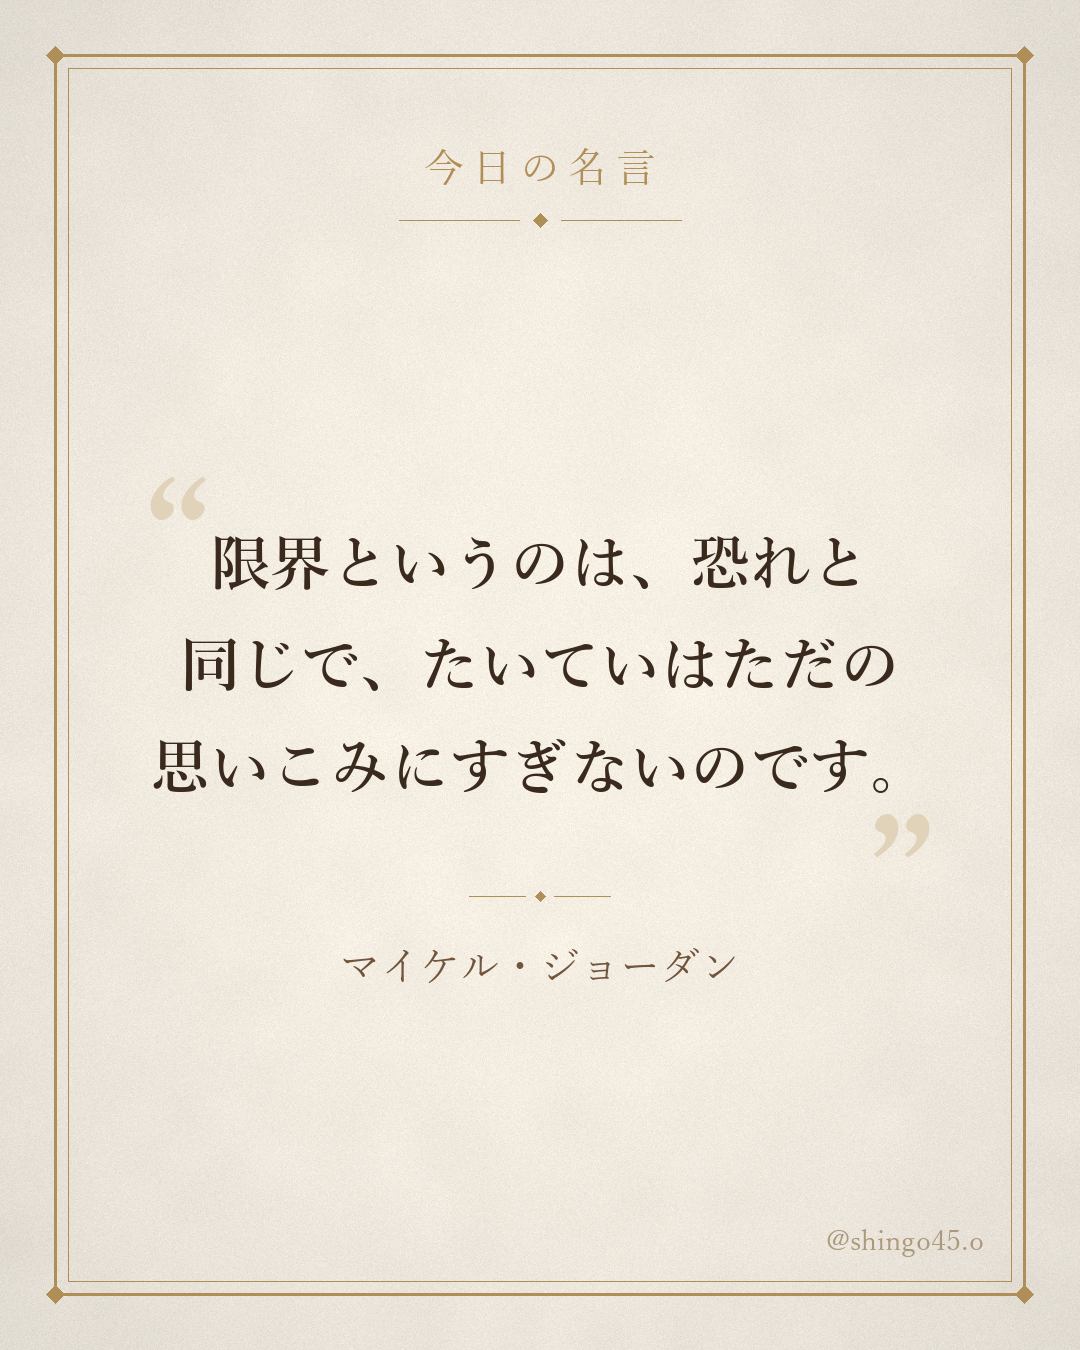 今日の名言
“限界というのは、恐れと
同じで、たいていはただの
思いこみにすぎないのです。”
マイケル・ジョーダン
@shingo45.o